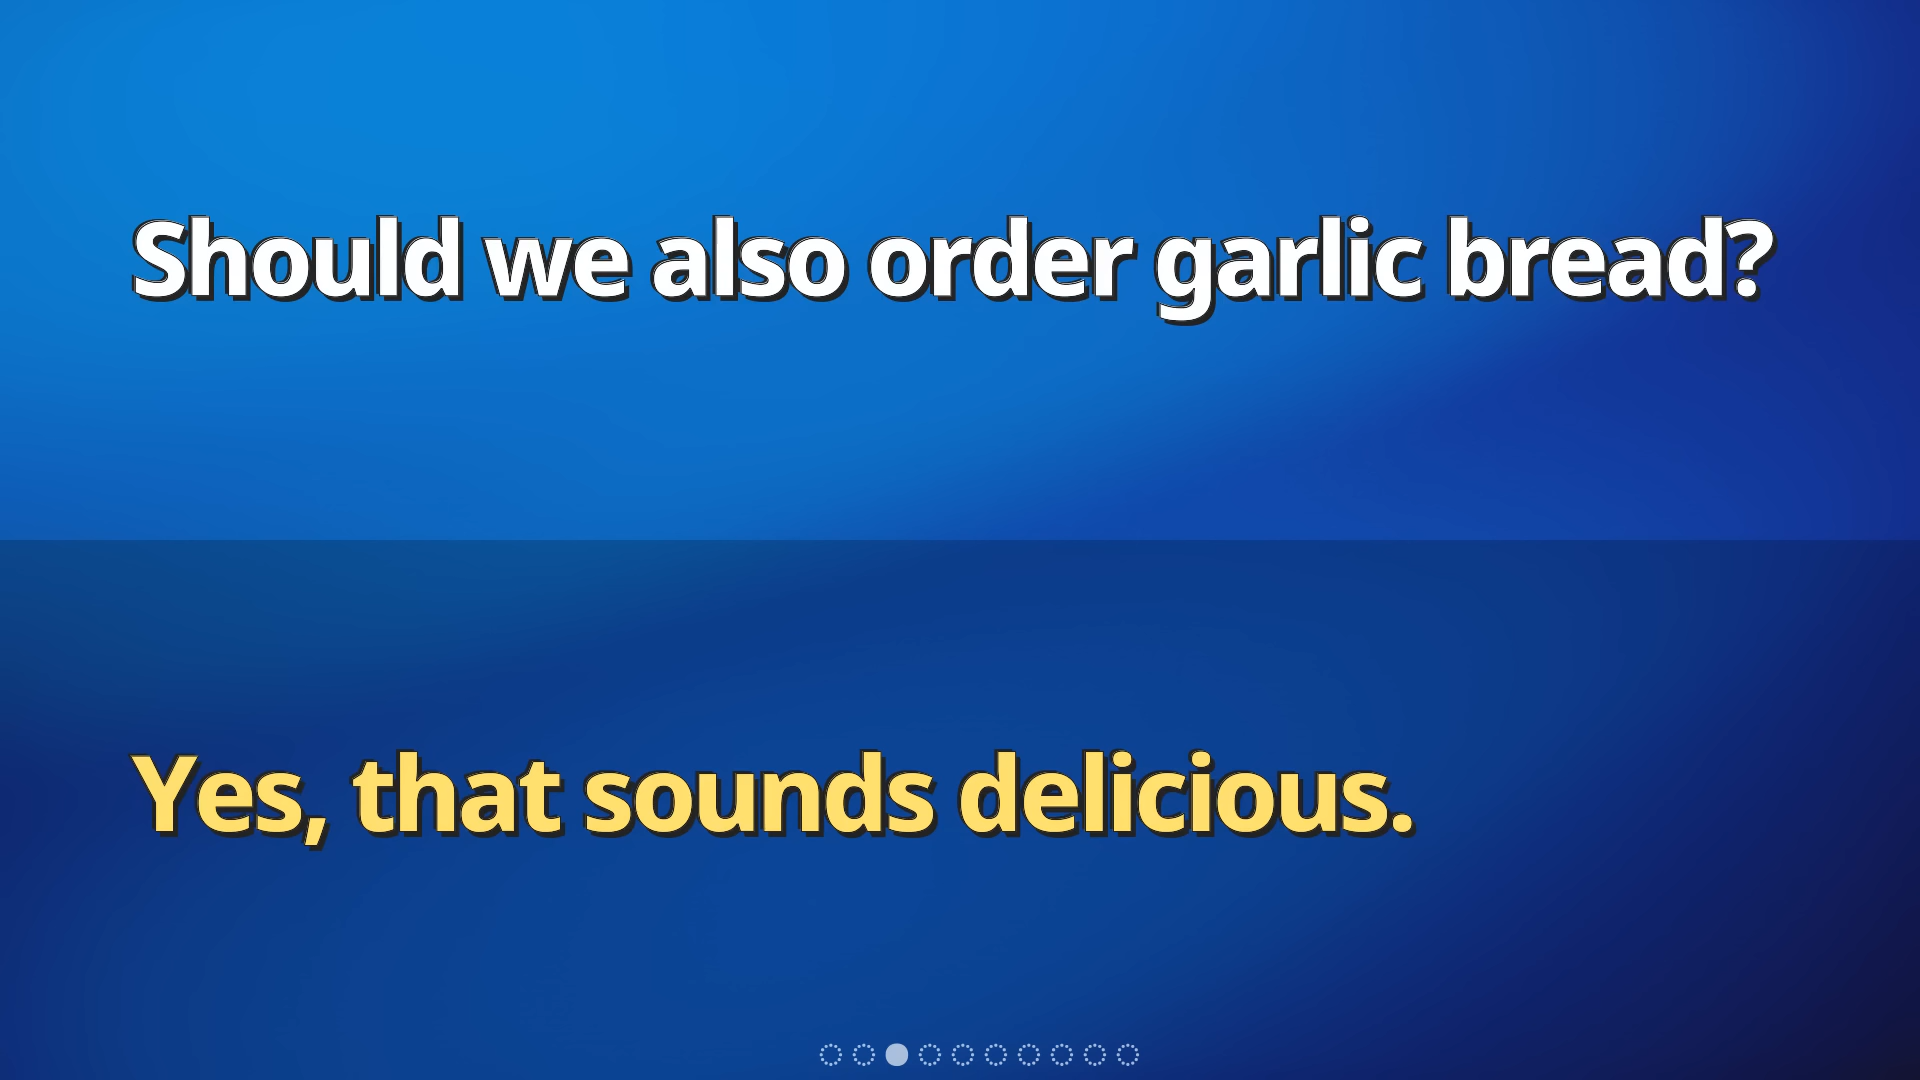 Should we also order garlic bread?
Yes, that sounds delicious.